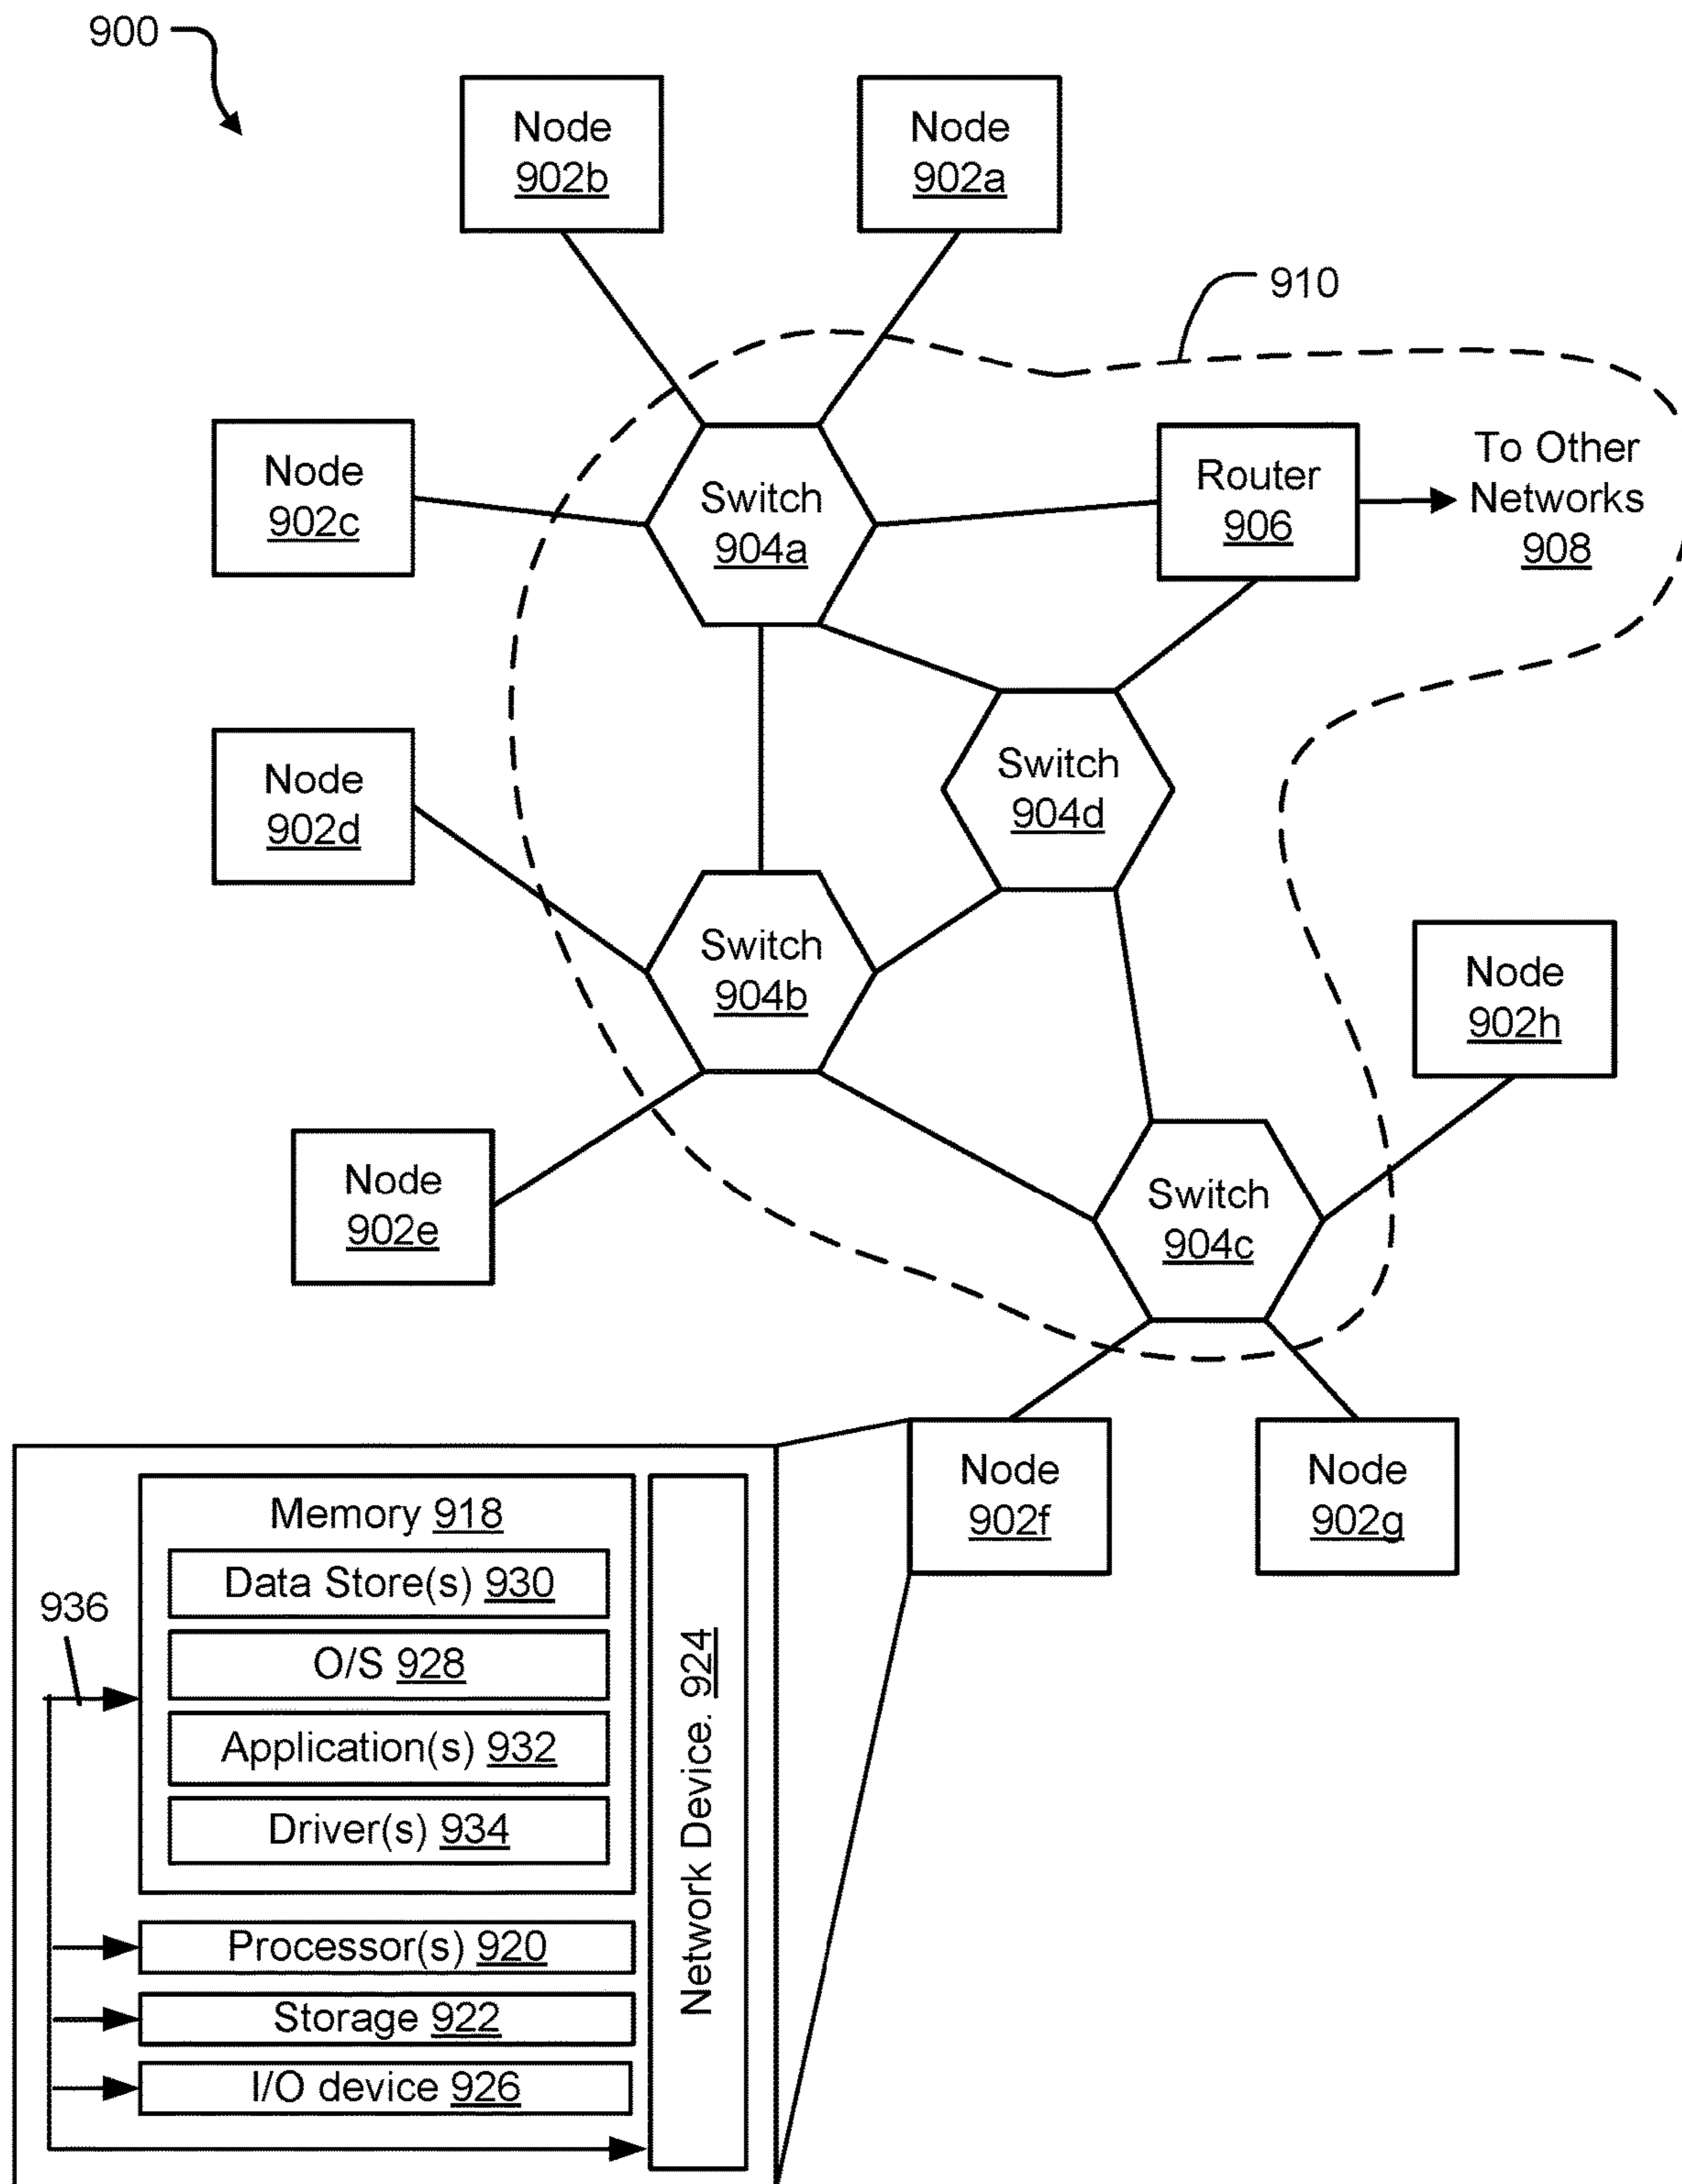 900
Node
902b
Node
902a
910
Node
902c
Switch
904a
Router
906
To Other
Networks
908
Node
902d
Switch
904d
Switch
904b
Node
902h
Node
902e
Switch
904c
Node
902f
Node
902g
Memory 918
Data Store(s) 930
936
O/S 928
Application(s) 932
Driver(s) 934
Network Device. 924
Processor(s) 920
Storage 922
I/O device 926